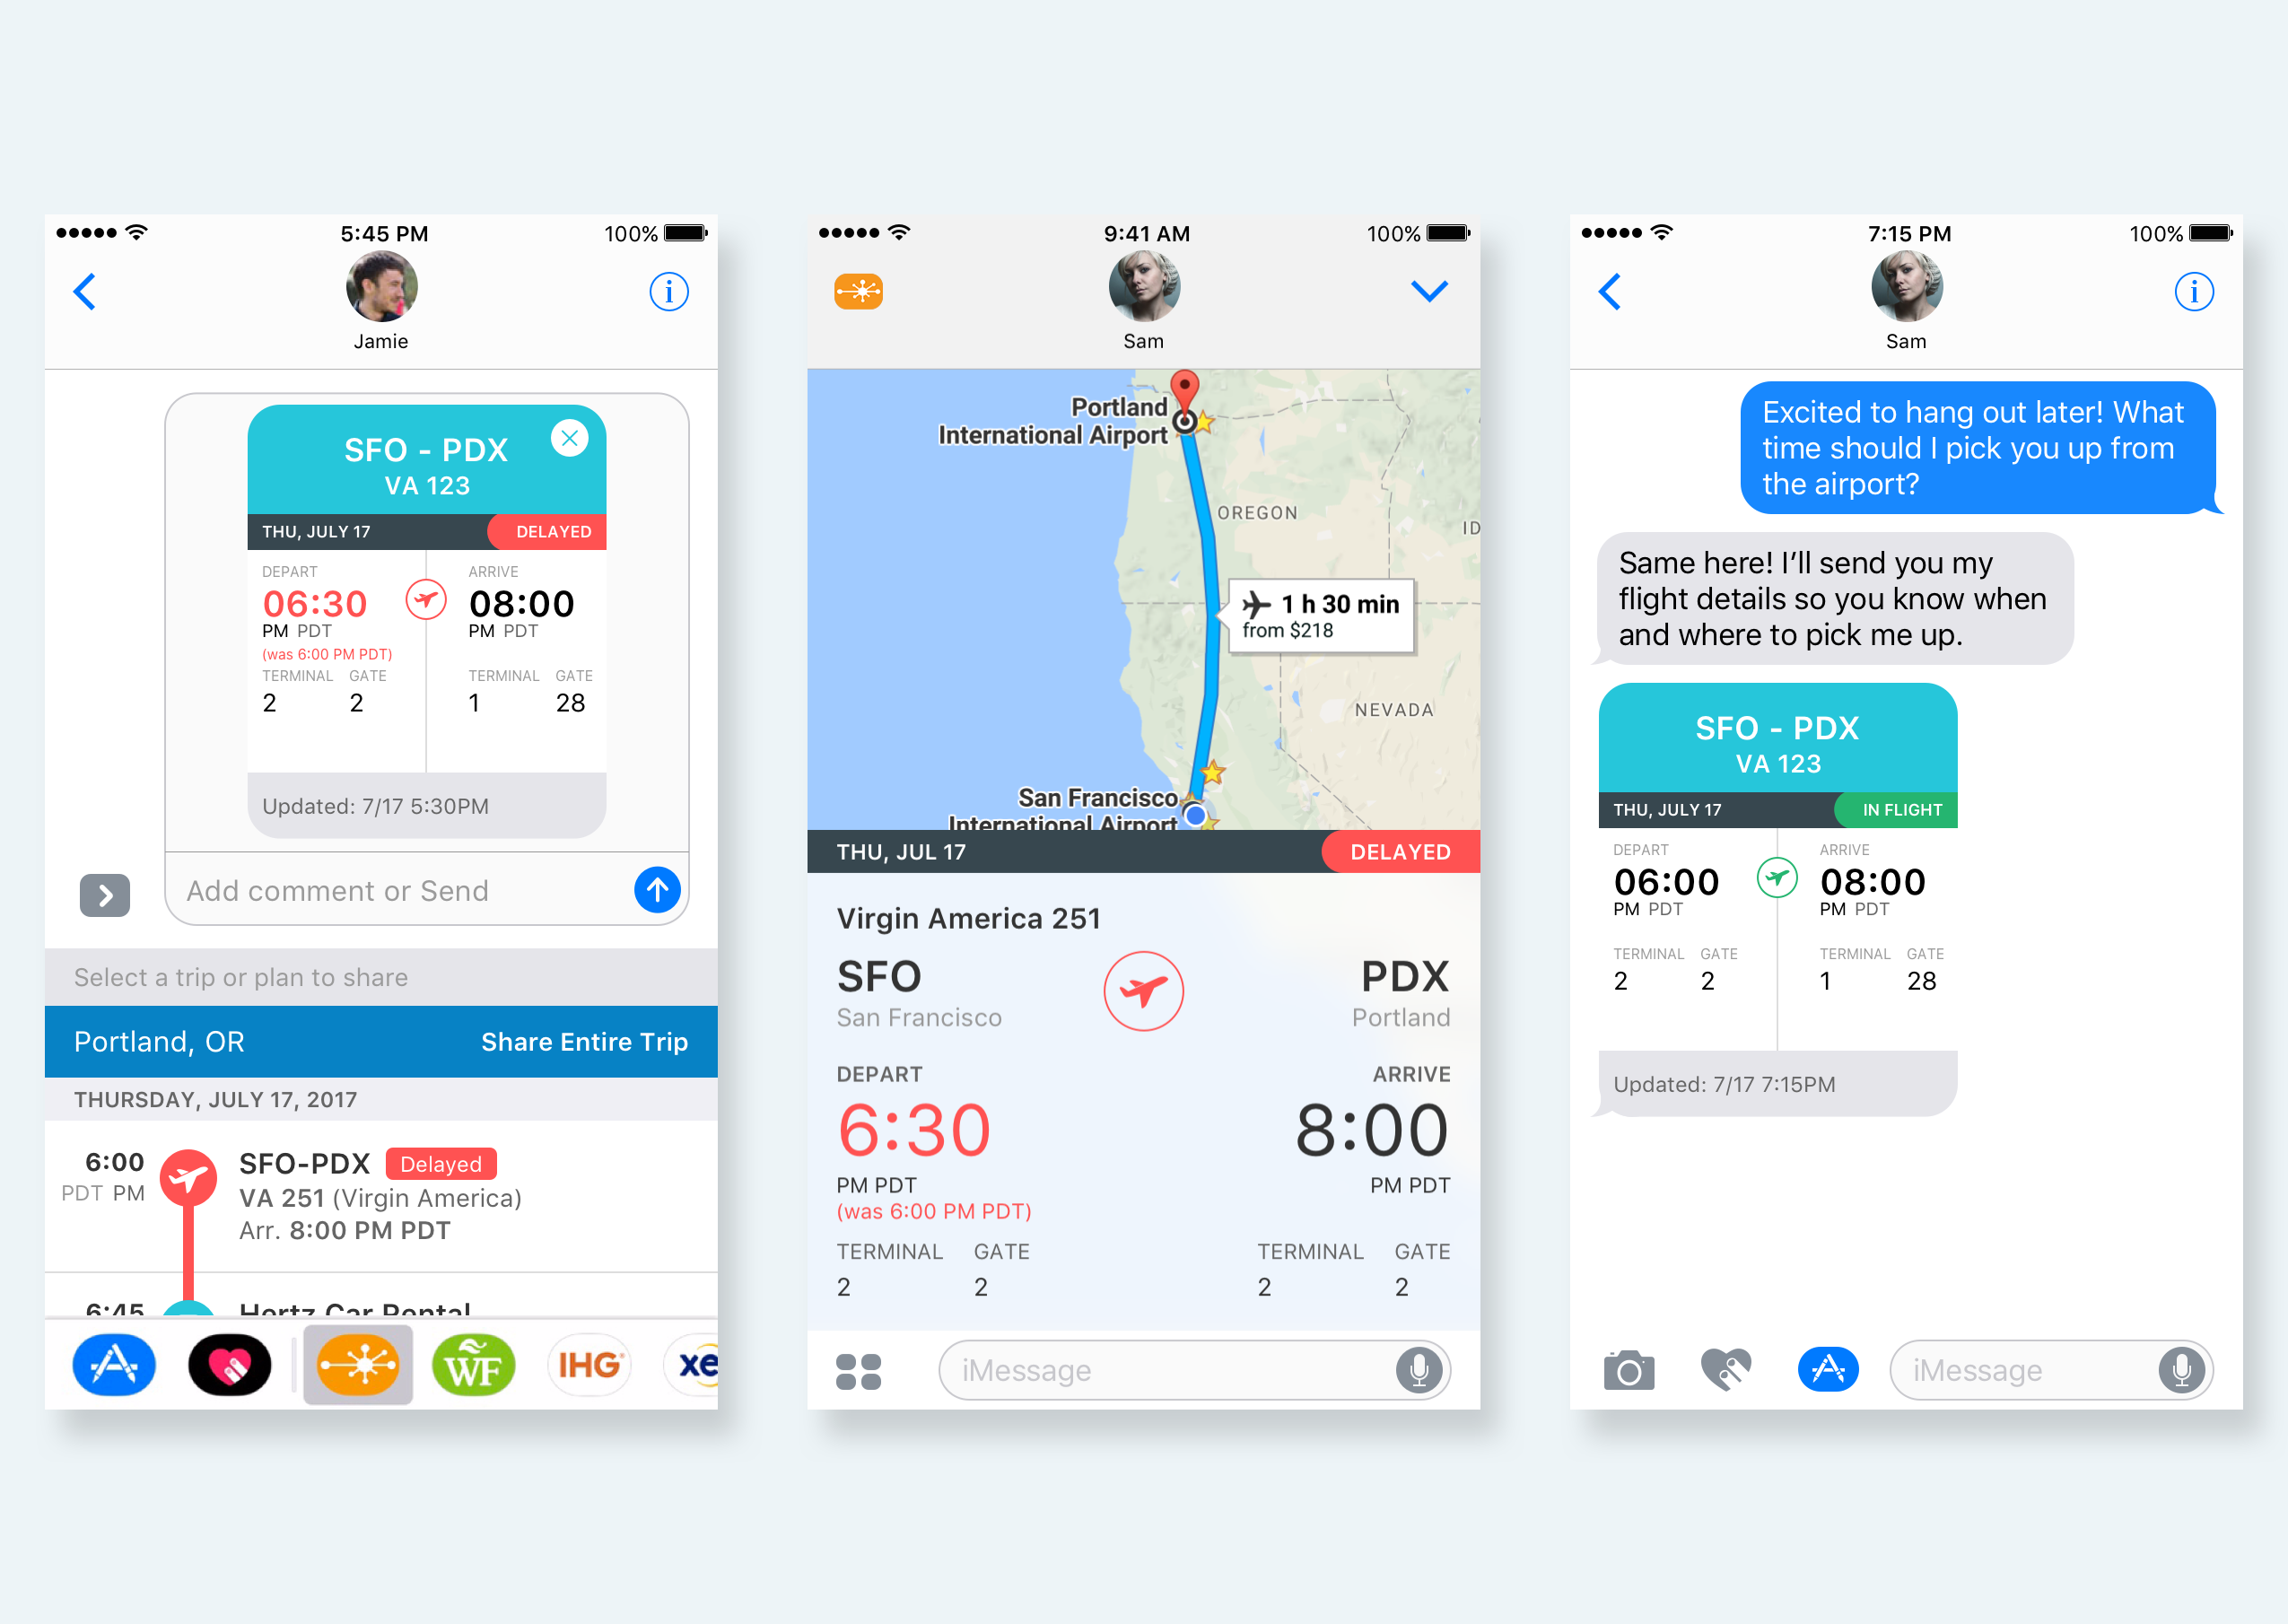 5:45 PM
100%
Jamie
SFO - PDX
VA 123
THU, JULY 17
DELAYED
DEPART
ARRIVE
06:30
08:00
PM PDT
PM PDT
(was 6:00 PM PDT)
TERMINAL GATE
TERMINAL GATE
2 2
1 28
Updated: 7/17 5:30PM
Add comment or Send
Select a trip or plan to share
Portland, OR
Share Entire Trip
THURSDAY, JULY 17, 2017
6:00
PDT PM
SFO-PDX Delayed
VA 251 (Virgin America)
Arr. 8:00 PM PDT
6:45
Hertz Car Rental
WF
IHG
xe
9:41 AM
100%
Sam
Portland
International Airport
OREGON
ID
1 h 30 min
from $218
NEVADA
San Francisco
International Airport
THU, JUL 17
DELAYED
Virgin America 251
SFO
PDX
San Francisco
Portland
DEPART
ARRIVE
6:30
8:00
PM PDT
PM PDT
(was 6:00 PM PDT)
TERMINAL GATE
TERMINAL GATE
2 2
2 2
iMessage
7:15 PM
100%
Sam
Excited to hang out later! What
time should I pick you up from
the airport?
Same here! I’ll send you my
flight details so you know when
and where to pick me up.
SFO - PDX
VA 123
THU, JULY 17
IN FLIGHT
DEPART
ARRIVE
06:00
08:00
PM PDT
PM PDT
TERMINAL GATE
TERMINAL GATE
2 2
1 28
Updated: 7/17 7:15PM
iMessage